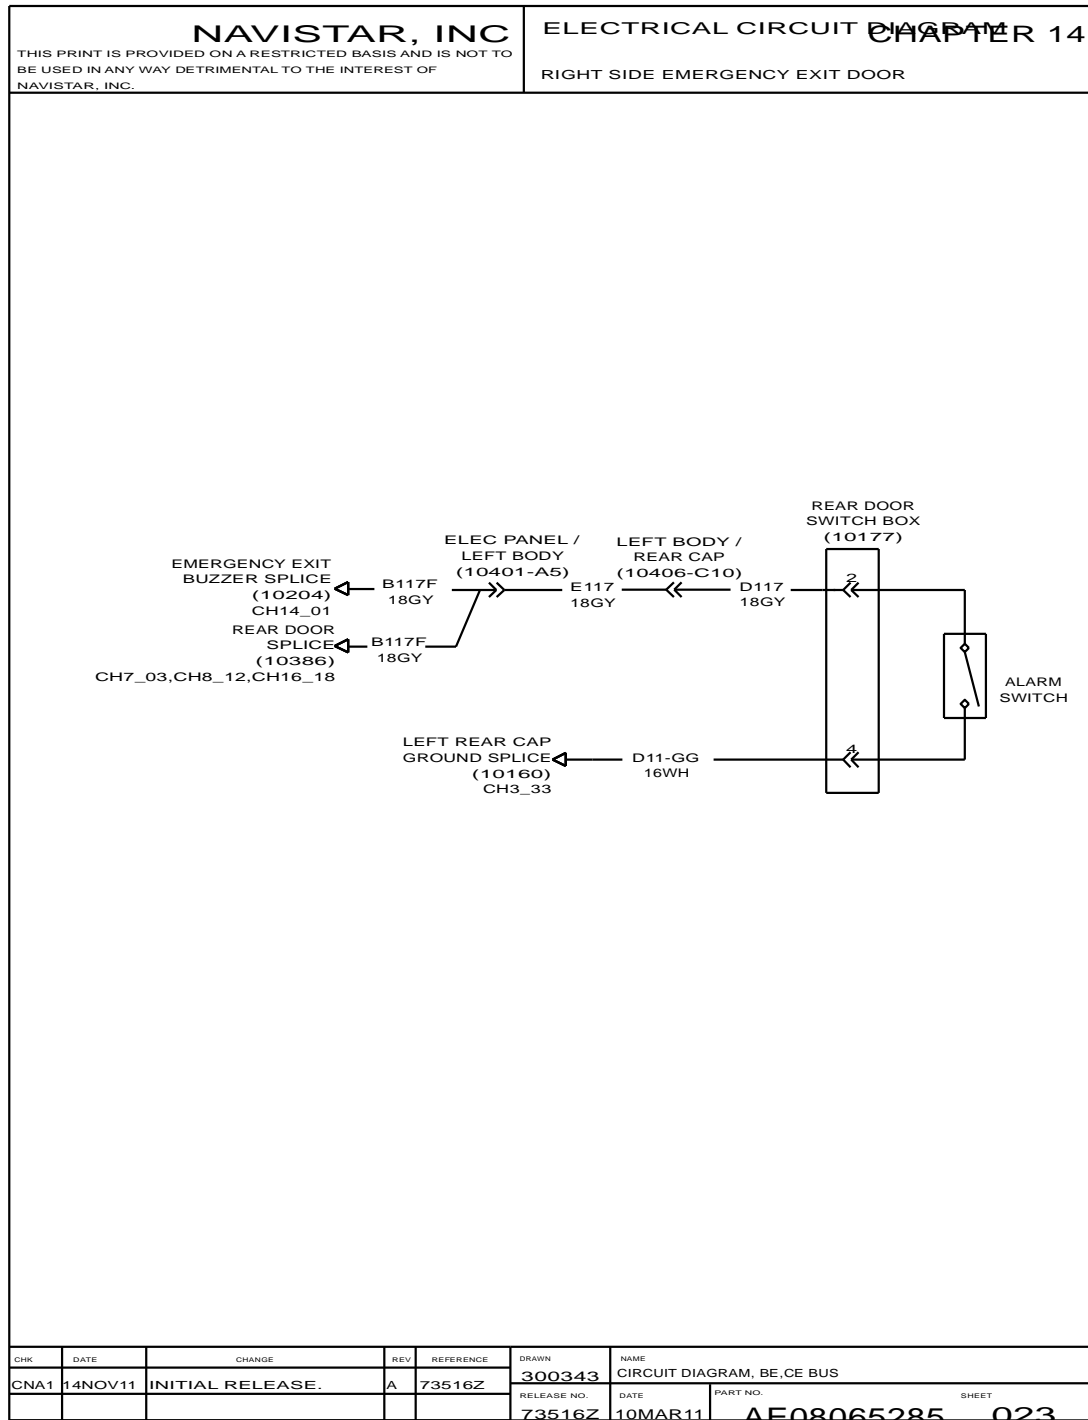 NAVISTAR, INC
THIS PRINT IS PROVIDED ON A RESTRICTED BASIS AND IS NOT TO
BE USED IN ANY WAY DETRIMENTAL TO THE INTEREST OF
NAVISTAR, INC.
ELECTRICAL CIRCUIT DIAGRAM
CHAPTER 14
RIGHT SIDE EMERGENCY EXIT DOOR
REAR DOOR
SWITCH BOX
(10177)
ELEC PANEL /
LEFT BODY
(10401-A5)
LEFT BODY /
REAR CAP
(10406-C10)
EMERGENCY EXIT
BUZZER SPLICE
(10204)
CH14_01
B117F
18GY
E117
18GY
D117
18GY
2
REAR DOOR
SPLICE
(10386)
CH7_03,CH8_12,CH16_18
B117F
18GY
ALARM
SWITCH
LEFT REAR CAP
GROUND SPLICE
(10160)
CH3_33
D11-GG
16WH
4
CHK DATE CHANGE REV REFERENCE
CNA1 14NOV11 INITIAL RELEASE. A 73516Z
DRAWN
300343
NAME
CIRCUIT DIAGRAM, BE,CE BUS
RELEASE NO.
73516Z
DATE
10MAR11
PART NO.
AE08065285
SHEET
023